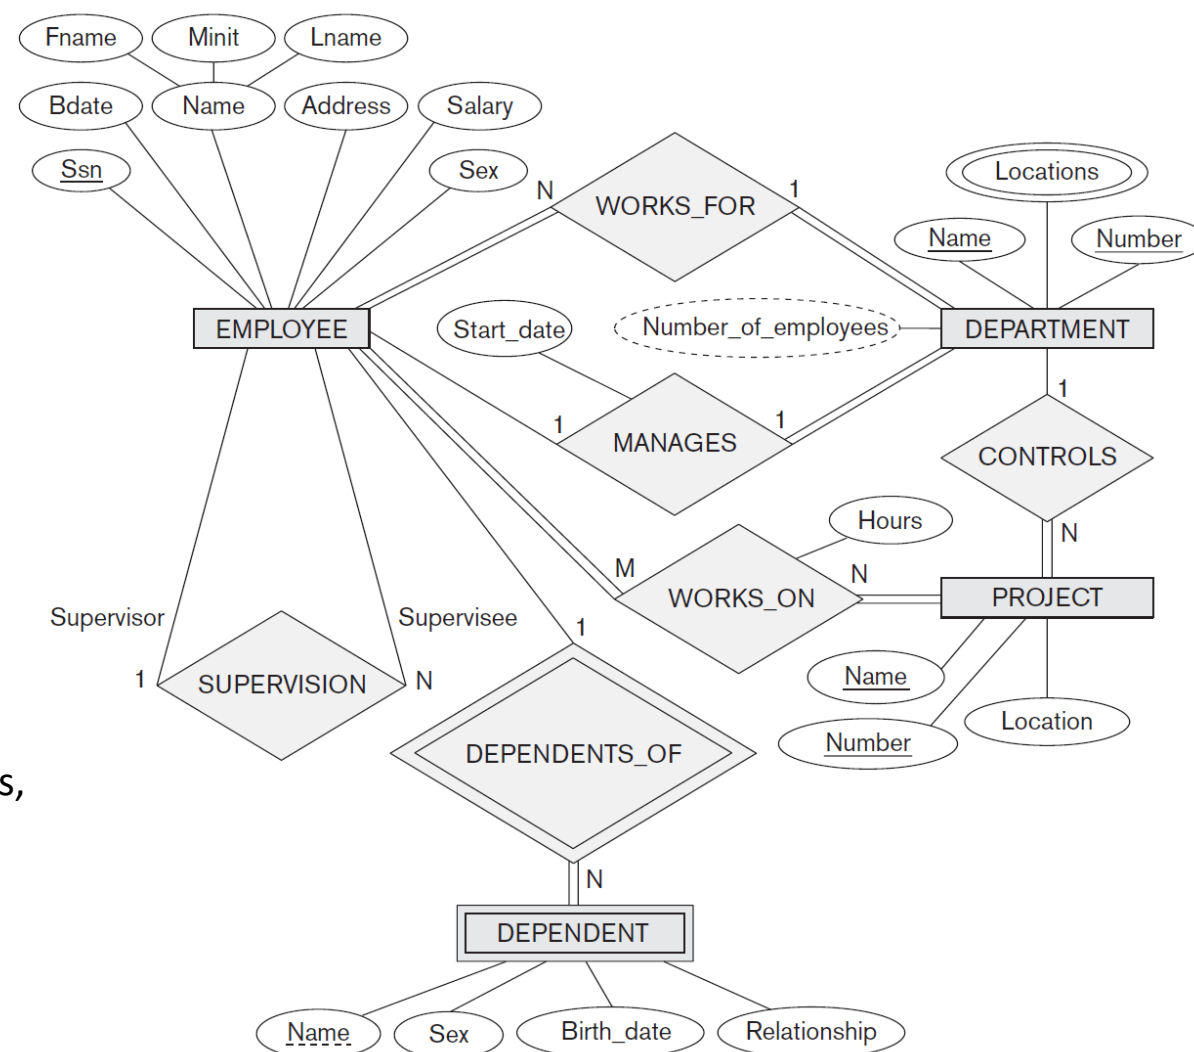 Fname
Minit
Lname
Bdate
Name
Address
Salary
Ssn
Sex
N
WORKS_FOR
1
Locations
Name
Number
EMPLOYEE
Start_date
Number_of_employees
DEPARTMENT
1
MANAGES
1
1
CONTROLS
N
Hours
M
WORKS_ON
N
PROJECT
Supervisor
Supervisee
1
SUPERVISION
N
1
Name
Number
Location
DEPENDENTS_OF
s,
N
DEPENDENT
Name
Sex
Birth_date
Relationship